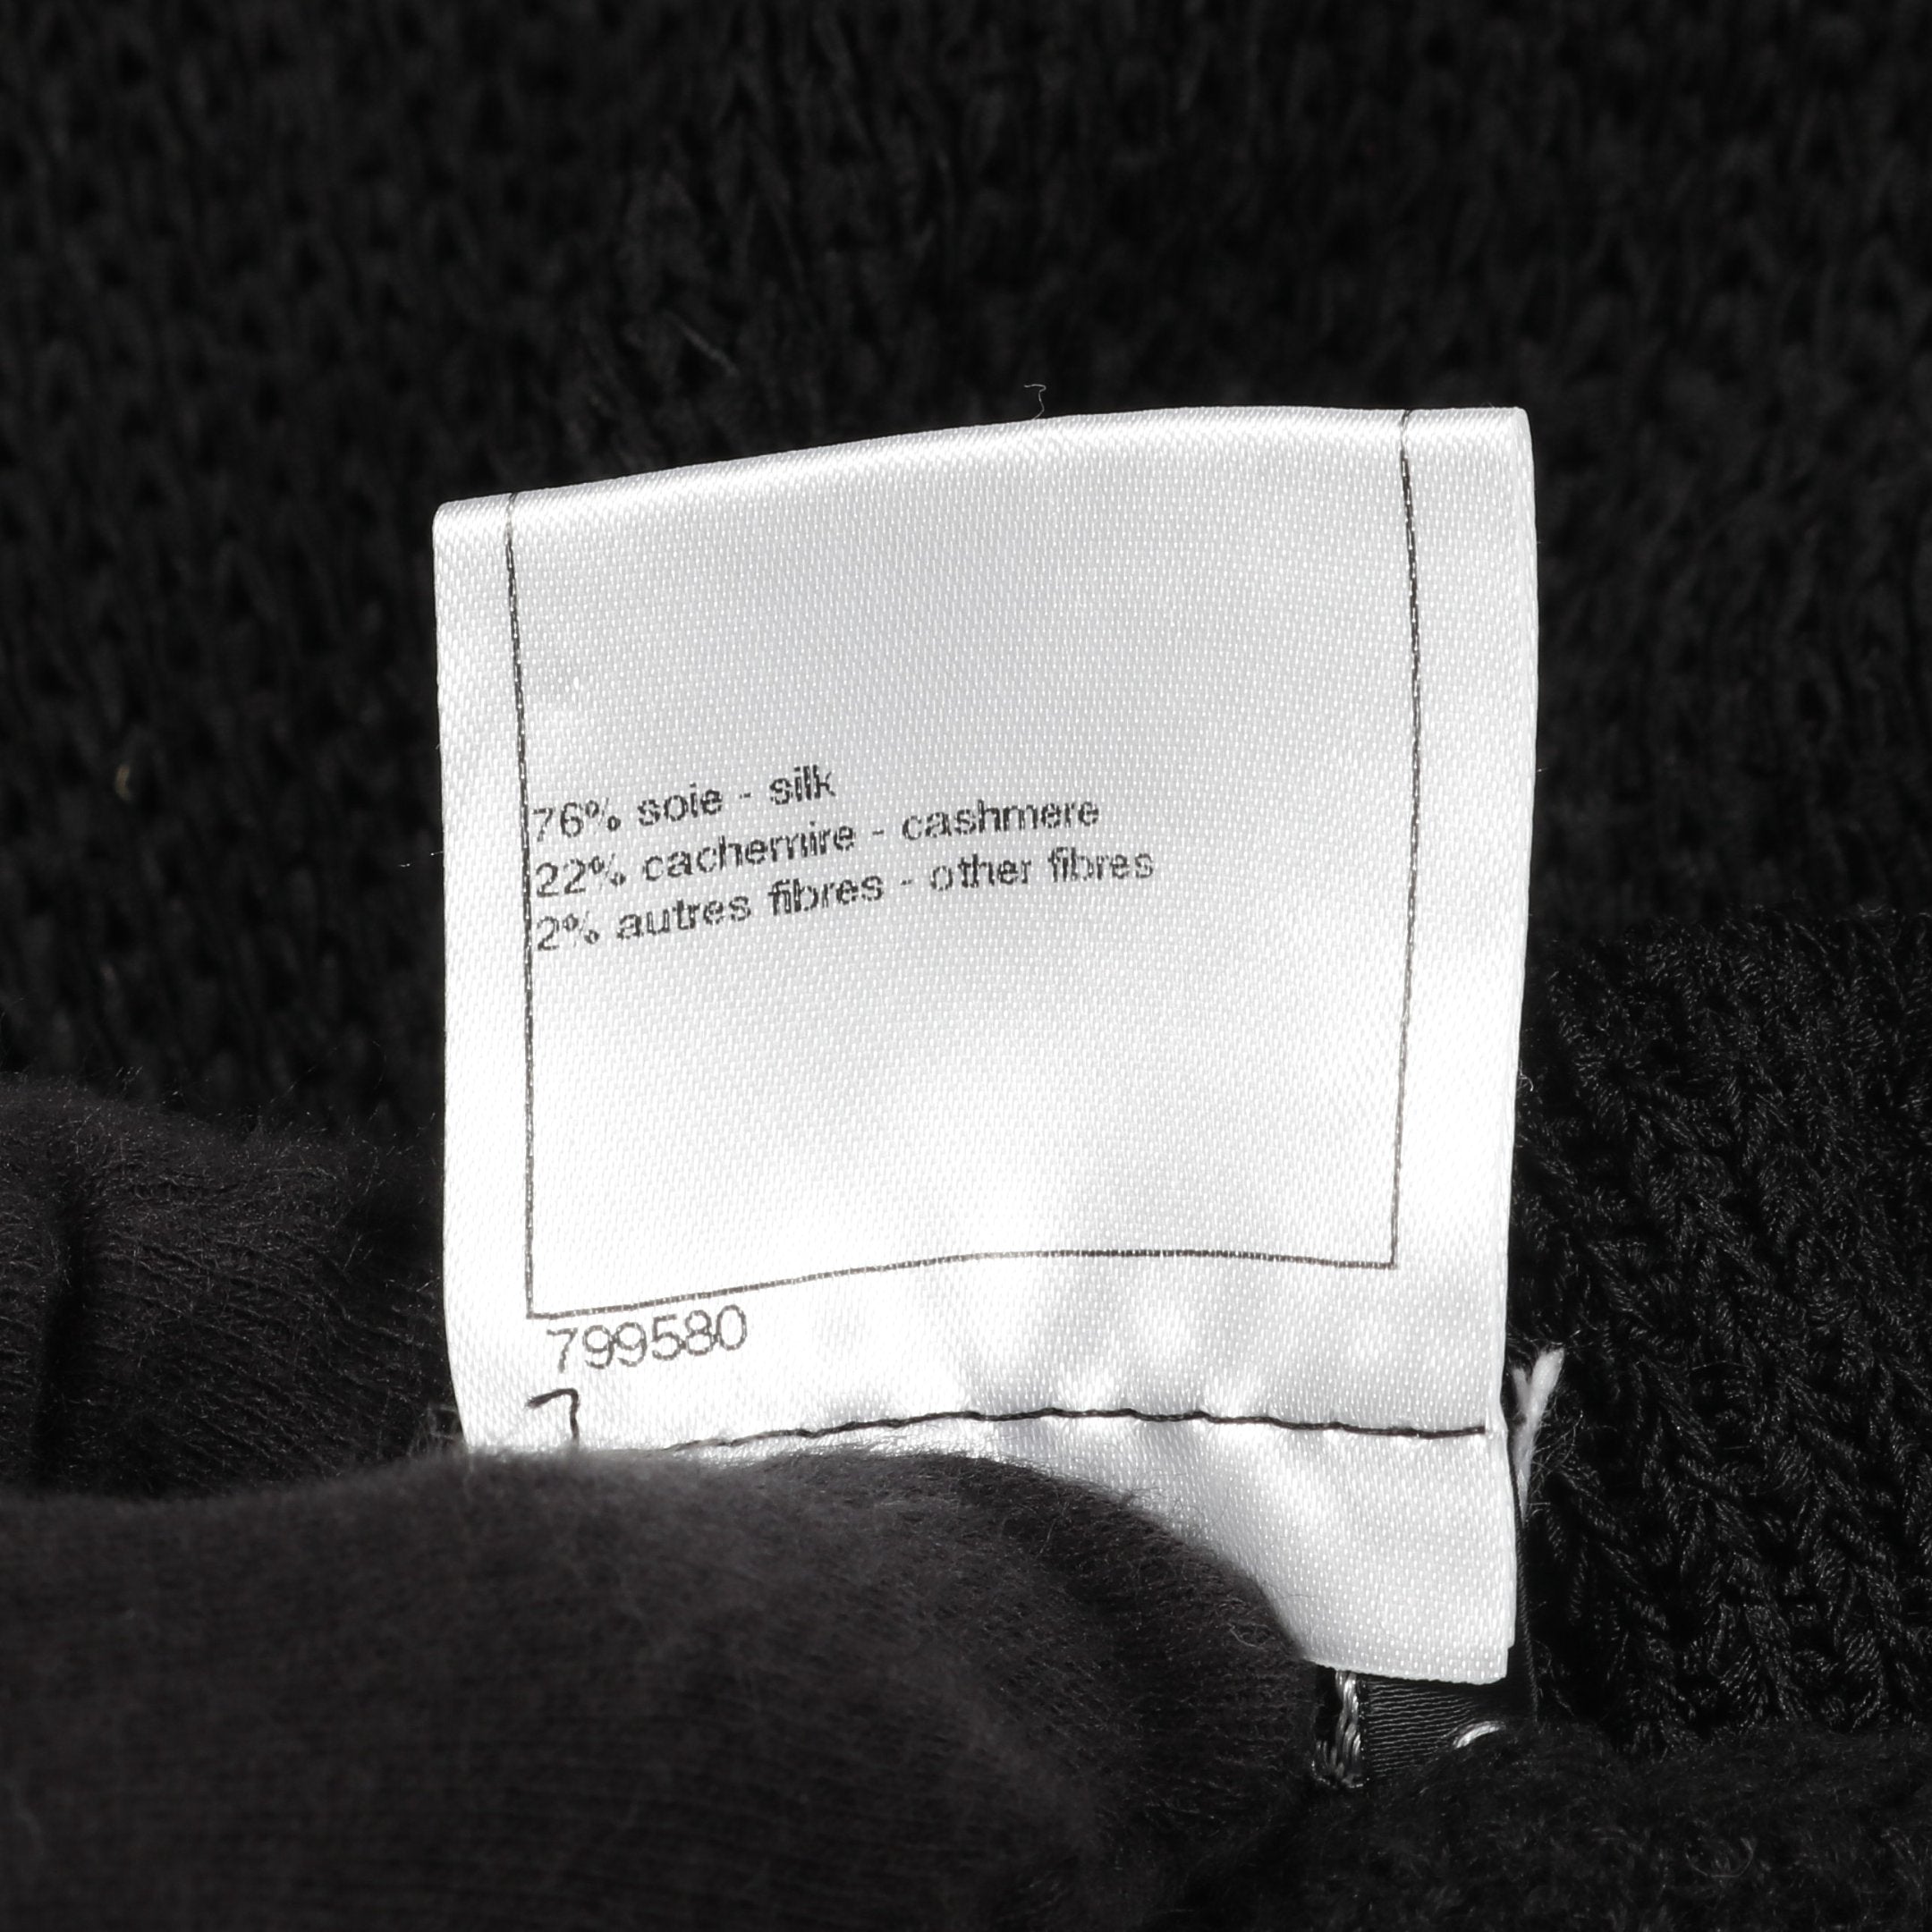 76% soie - silk
22% cachemire - cashmere
2% autres fibres - other fibres
799580